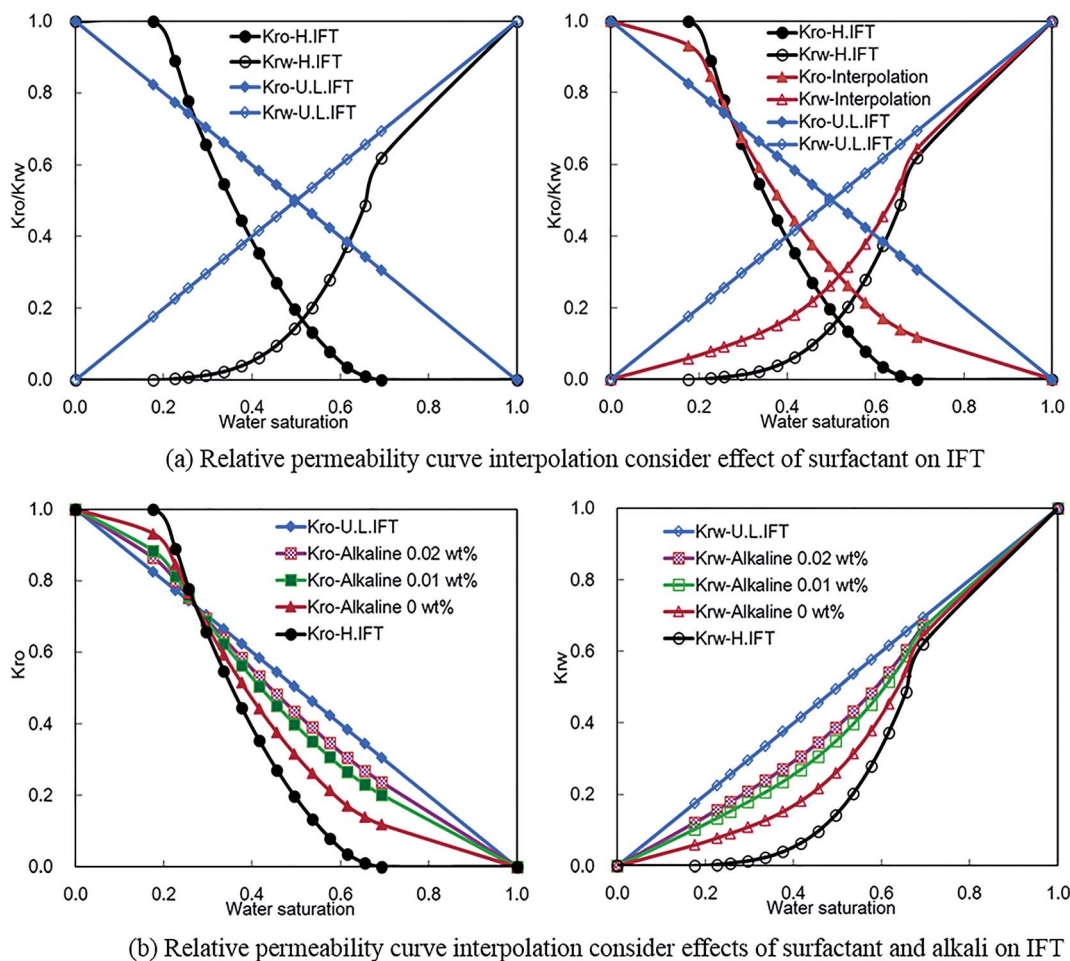 1.0
0.8
0.6
0.4
0.2
0.0
Kro/Krw
Kro-H.IFT
Krw-H.IFT
Kro-U.L.IFT
Krw-U.L.IFT
0.0 0.2 0.4 0.6 0.8 1.0
Water saturation
1.0
0.8
0.6
0.4
0.2
0.0
Kro/Krw
Kro-H.IFT
Krw-H.IFT
Kro-Interpolation
Krw-Interpolation
Kro-U.L.IFT
Krw-U.L.IFT
0.0 0.2 0.4 0.6 0.8 1.0
Water saturation
(a) Relative permeability curve interpolation consider effect of surfactant on IFT
1.0
0.8
0.6
0.4
0.2
0.0
Kro
Kro-U.L.IFT
Kro-Alkaline 0.02 wt%
Kro-Alkaline 0.01 wt%
Kro-Alkaline 0 wt%
Kro-H.IFT
0.0 0.2 0.4 0.6 0.8 1.0
Water saturation
1.0
0.8
0.6
0.4
0.2
0.0
Krw
Krw-U.L.IFT
Krw-Alkaline 0.02 wt%
Krw-Alkaline 0.01 wt%
Krw-Alkaline 0 wt%
Krw-H.IFT
0.0 0.2 0.4 0.6 0.8 1.0
Water saturation
(b) Relative permeability curve interpolation consider effects of surfactant and alkali on IFT